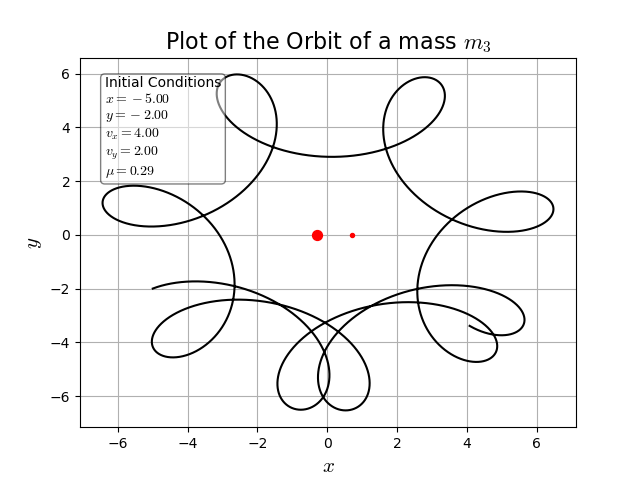 Plot of the Orbit of a mass m₃
Initial Conditions
x = −5.00
y = −2.00
vₓ = 4.00
v_y = 2.00
μ = 0.29
6
4
2
0
−2
−4
−6
y
−6
−4
−2
0
2
4
6
x